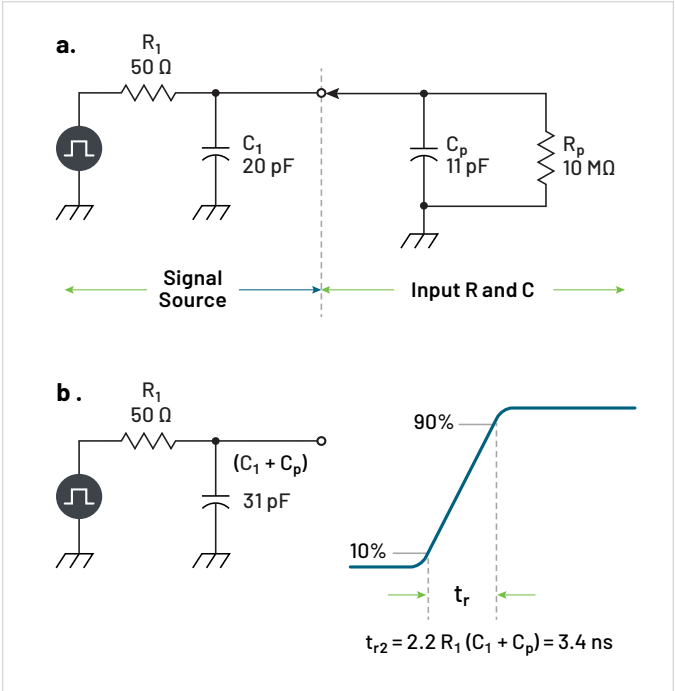 a.
R₁
50 Ω
C₁
20 pF
Cₚ
11 pF
Rₚ
10 MΩ
Signal
Source
Input R and C
b.
R₁
50 Ω
(C₁ + Cₚ)
31 pF
90%
10%
tᵣ
tᵣ₂ = 2.2 R₁ (C₁ + Cₚ) = 3.4 ns